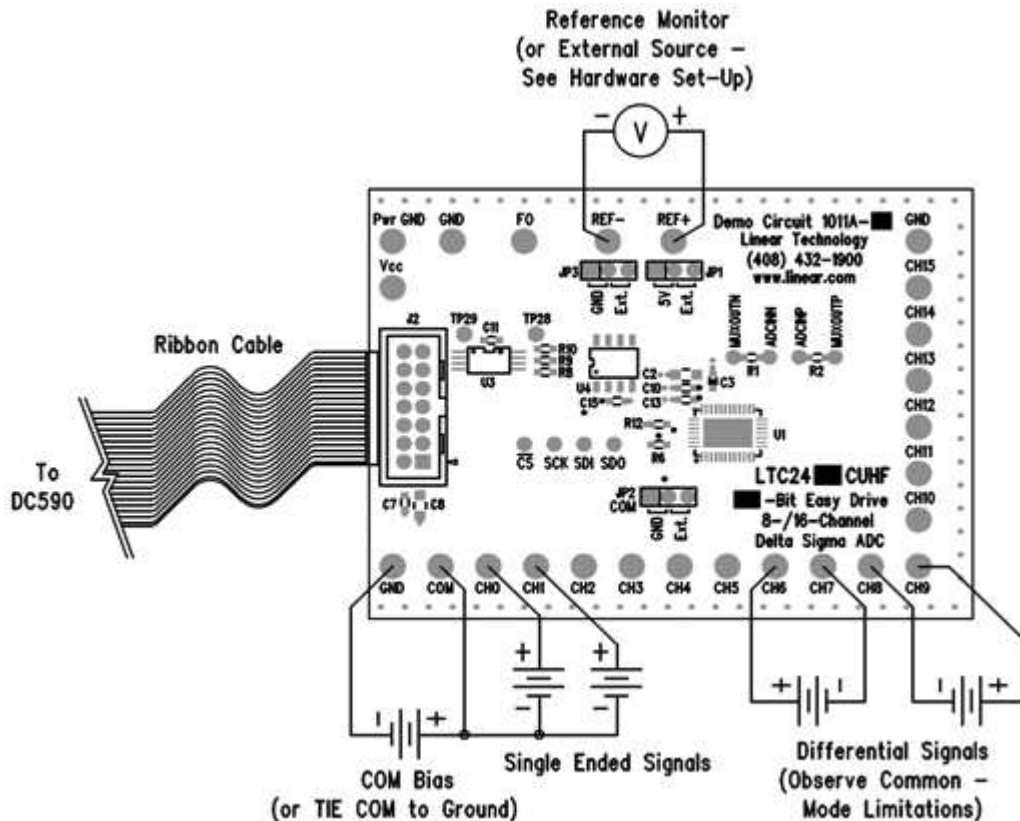 Reference Monitor
(or External Source -
See Hardware Set-Up)
- V +
Pwr GND GND FO REF- REF+ Demo Circuit 1011A- GND
Linear Technology
(408) 432-1900
www.linear.com
Vcc
JP3 JP1
GND Ext. 5V Ext.
CH15
CH14
CH13
CH12
CH11
CH10
MUXOUTN ADCINN ADCINP MUXOUTP
R1 R2
J2
TP29 C11 TP28
U3
R10
R9
R8
U4
C15
C2
C10
C13
C3
R12
R6
U1
CS SCK SDI SDO
JP2
COM
GND Ext.
LTC24 CUHF
-Bit Easy Drive
8-/16-Channel
Delta Sigma ADC
Ribbon Cable
To
DC590
C7 C8
GND COM CH0 CH1 CH2 CH3 CH4 CH5 CH6 CH7 CH8 CH9
+ + 
- -
- +
+ -
- +
COM Bias
(or TIE COM to Ground)
Single Ended Signals
Differential Signals
(Observe Common -
Mode Limitations)